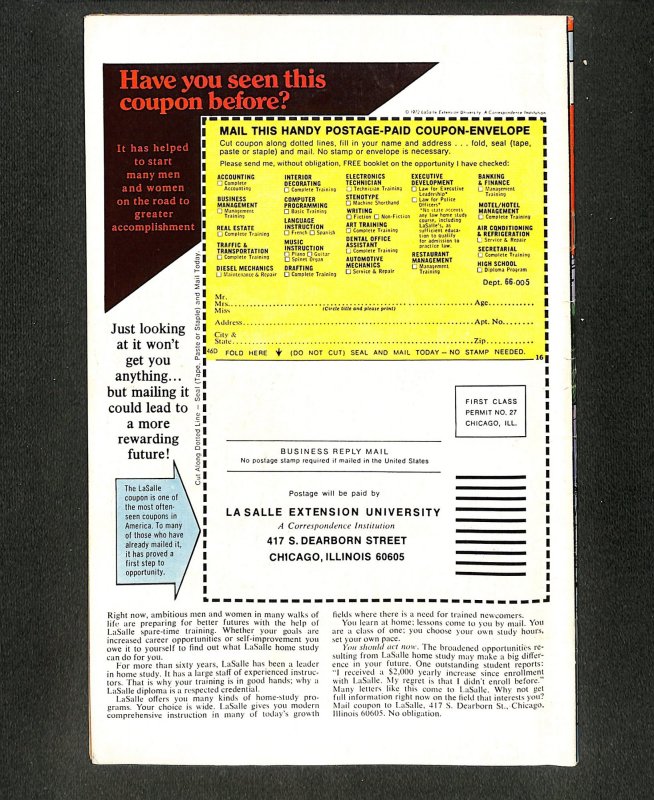 Have you seen this
coupon before?
© 1972 LaSalle Extension University A Correspondence Institution
It has helped
to start
many men
and women
on the road to
greater
accomplishment
MAIL THIS HANDY POSTAGE-PAID COUPON-ENVELOPE
Cut coupon along dotted lines, fill in your name and address . . . fold, seal (tape,
paste or staple) and mail. No stamp or envelope is necessary.
Please send me, without obligation, FREE booklet on the opportunity I have checked:
ACCOUNTING
Complete
Accounting
BUSINESS
MANAGEMENT
Management
Training
REAL ESTATE
Complete Training
TRAFFIC &
TRANSPORTATION
Complete Training
DIESEL MECHANICS
Maintenance & Repair
INTERIOR
DECORATING
Complete Training
COMPUTER
PROGRAMMING
Basic Training
LANGUAGE
INSTRUCTION
French Spanish
MUSIC
INSTRUCTION
Piano Guitar
Spinet Organ
DRAFTING
Complete Training
ELECTRONICS
TECHNICIAN
Technician Training
STENOTYPE
Machine Shorthand
WRITING
Fiction Non-Fiction
ART TRAINING
Complete Training
DENTAL OFFICE
ASSISTANT
Complete Training
AUTOMOTIVE
MECHANICS
Service & Repair
EXECUTIVE
DEVELOPMENT
Law for Executive
Leadership*
Law for Police
Officers*
*No state accepts
any law home study
course, including
LaSalle's, as
sufficient educa-
tion to qualify
for admission to
practice law.
RESTAURANT
MANAGEMENT
Management
Training
BANKING
& FINANCE
Management
Training
MOTEL/HOTEL
MANAGEMENT
Complete Training
AIR CONDITIONING
& REFRIGERATION
Service & Repair
SECRETARIAL
Complete Training
HIGH SCHOOL
Diploma Program
Dept. 66-005
Mr.
Mrs. Age
Miss (Circle title and please print)
Address Apt. No.
City &
State Zip
46D FOLD HERE (DO NOT CUT) SEAL AND MAIL TODAY – NO STAMP NEEDED. 16
Cut Along Dotted Line – Seal (Tape, Paste or Staple) and Mail Today
Just looking
at it won't
get you
anything...
but mailing it
could lead to
a more
rewarding
future!
The LaSalle
coupon is one of
the most often-
seen coupons in
America. To many
of those who have
already mailed it,
it has proved a
first step to
opportunity.
FIRST CLASS
PERMIT NO. 27
CHICAGO, ILL.
BUSINESS REPLY MAIL
No postage stamp required if mailed in the United States
Postage will be paid by
LA SALLE EXTENSION UNIVERSITY
A Correspondence Institution
417 S. DEARBORN STREET
CHICAGO, ILLINOIS 60605
Right now, ambitious men and women in many walks of
life are preparing for better futures with the help of
LaSalle spare-time training. Whether your goals are
increased career opportunities or self-improvement you
owe it to yourself to find out what LaSalle home study
can do for you.
For more than sixty years, LaSalle has been a leader
in home study. It has a large staff of experienced instruc-
tors. That is why your training is in good hands; why a
LaSalle diploma is a respected credential.
LaSalle offers you many kinds of home-study pro-
grams. Your choice is wide. LaSalle gives you modern
comprehensive instruction in many of today's growth
fields where there is a need for trained newcomers.
You learn at home; lessons come to you by mail. You
are a class of one; you choose your own study hours,
set your own pace.
You should act now. The broadened opportunities re-
sulting from LaSalle home study may make a big differ-
ence in your future. One outstanding student reports:
"I received a $2,000 yearly increase since enrollment
with LaSalle. My regret is that I didn't enroll before."
Many letters like this come to LaSalle. Why not get
full information right now on the field that interests you?
Mail coupon to LaSalle, 417 S. Dearborn St., Chicago,
Illinois 60605. No obligation.